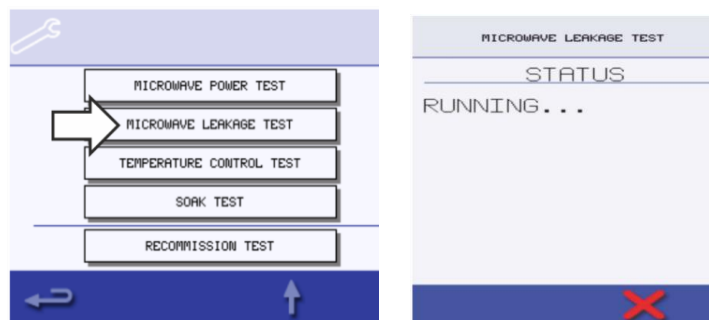 MICROWAVE POWER TEST
MICROWAVE LEAKAGE TEST
TEMPERATURE CONTROL TEST
SOAK TEST
RECOMMISSION TEST
MICROWAVE LEAKAGE TEST
STATUS
RUNNING...